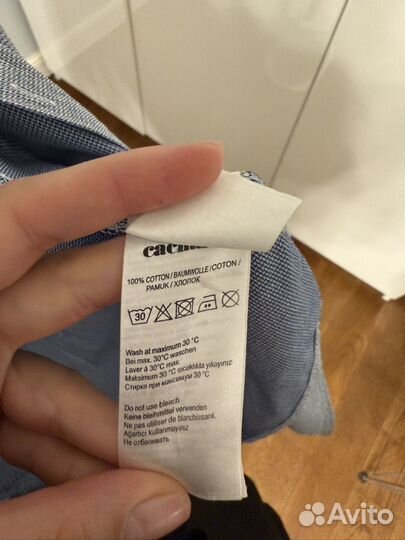 100% COTTON / BAUMWOLLE / COTON /
PAMUK / ХЛОПОК
30
Wash at maximum 30 °C
Bei max. 30°C waschen
Laver à 30°C max.
Maksimum 30 °C sıcaklıkta yıkayınız
Стирка при максимум 30 °C
Do not use bleach
Keine bleihmittel verwenden
Ne pas utiliser de blanchissant.
Ağartıcı kullanmayınız
Не отбеливать
Avito